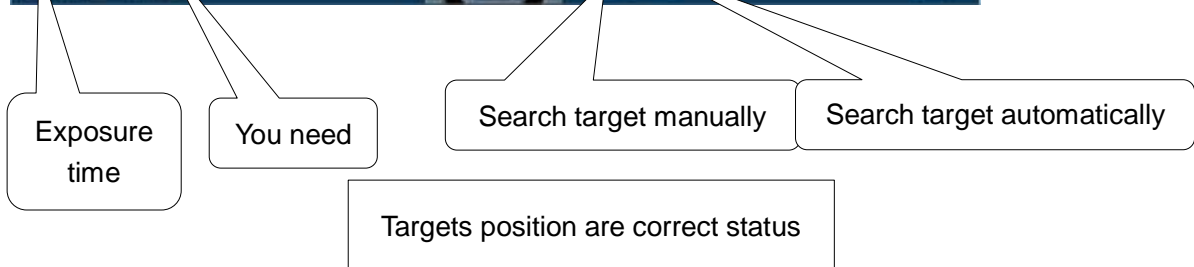 Exposure
time
You need
Search target manually
Search target automatically
Targets position are correct status